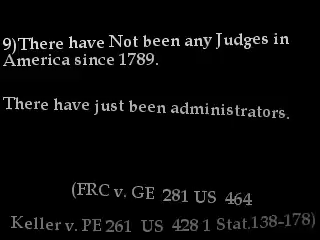 9)There have Not been any Judges in
America since 1789.
There have just been administrators.
(FRC v. GE 281 US 464
Keller v. PE 261 US 428 1 Stat.138-178)